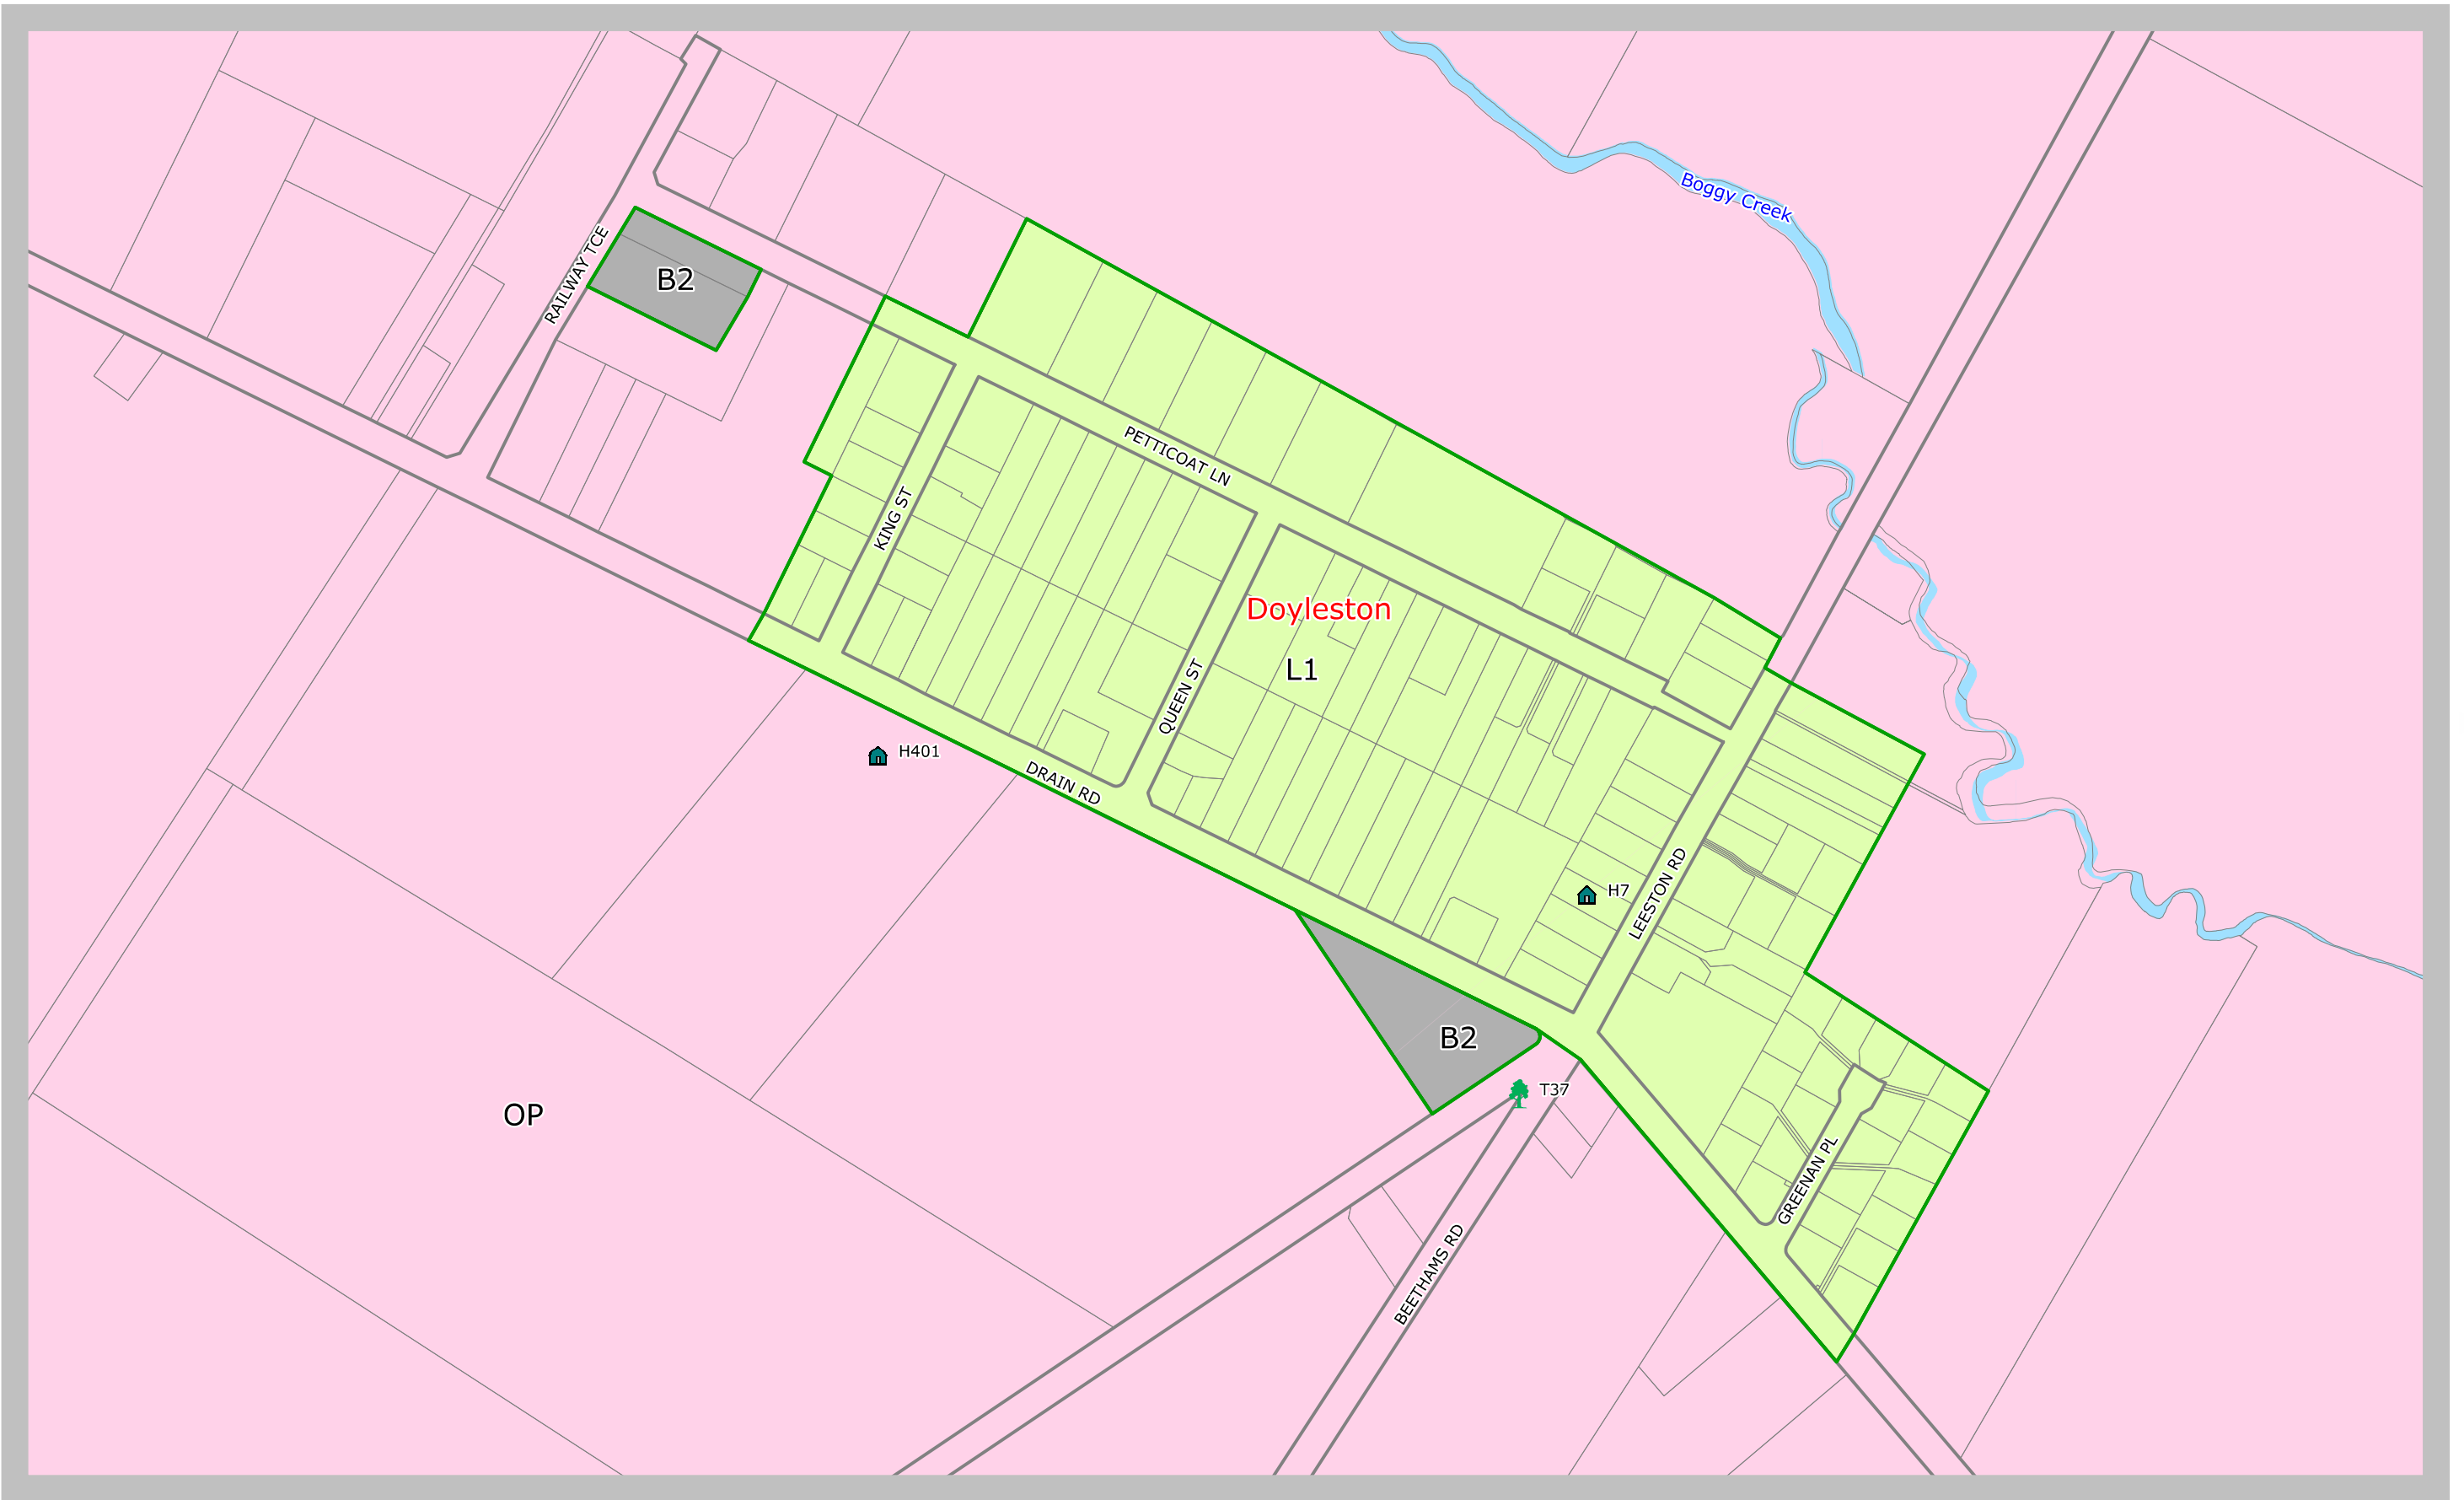 Boggy Creek
RAILWAY TCE
B2
PETTICOAT LN
KING ST
Doyleston
L1
QUEEN ST
H401
DRAIN RD
H7
LEESTON RD
B2
T37
OP
GREENAN PL
BEETHAMS RD